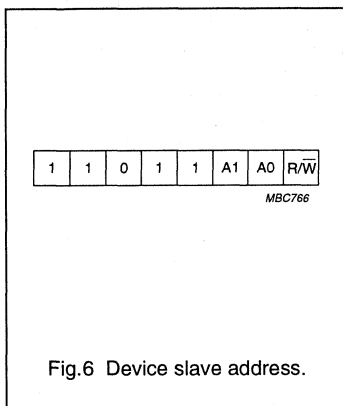 1 1 0 1 1 A1 A0 R/W̅
MBC766
Fig.6 Device slave address.